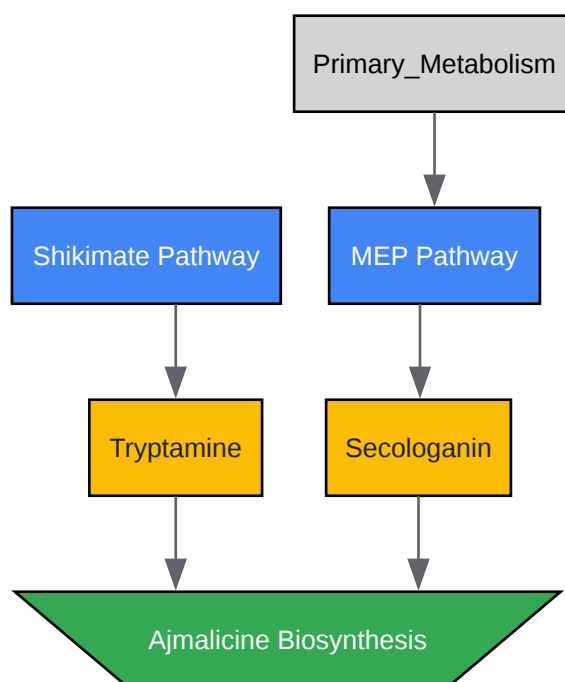 Primary_Metabolism
Shikimate Pathway
MEP Pathway
Tryptamine
Secologanin
Ajmalicine Biosynthesis